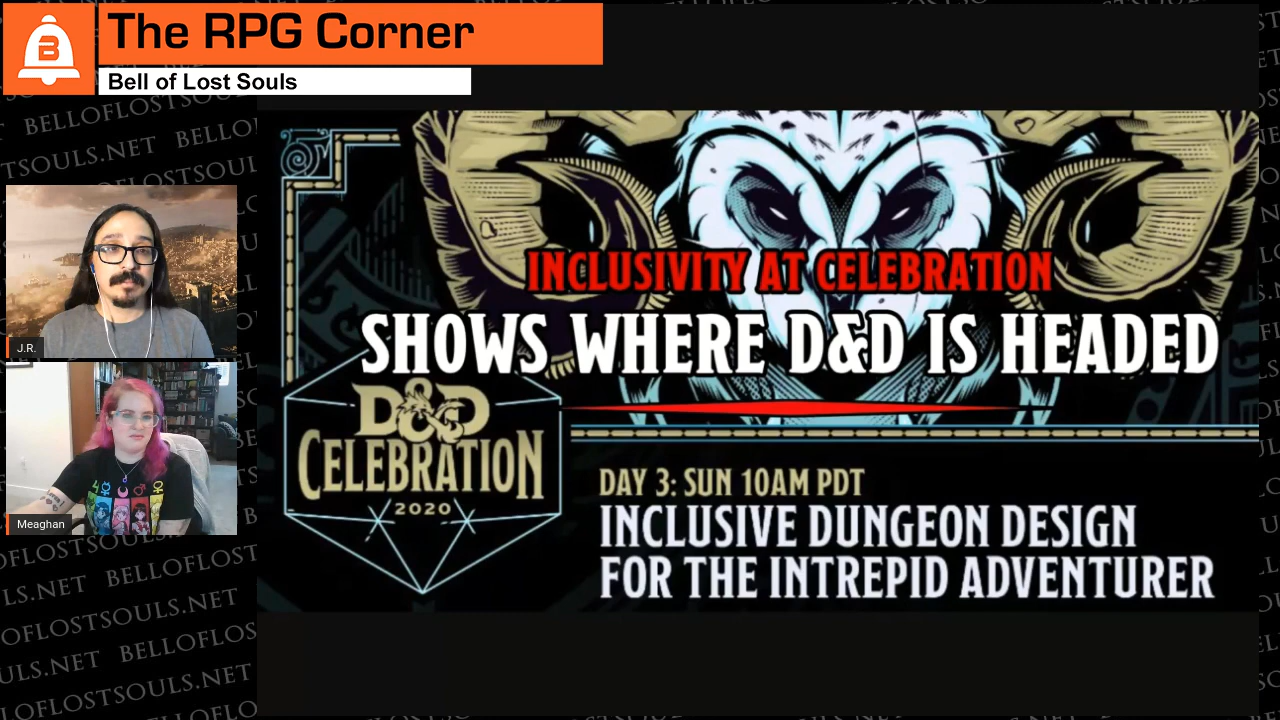 The RPG Corner
Bell of Lost Souls
B
BELLOFLOSTSOULS.NET
J.R.
Meaghan
INCLUSIVITY AT CELEBRATION
SHOWS WHERE D&D IS HEADED
D&D
CELEBRATION
2020
DAY 3: SUN 10AM PDT
INCLUSIVE DUNGEON DESIGN
FOR THE INTREPID ADVENTURER